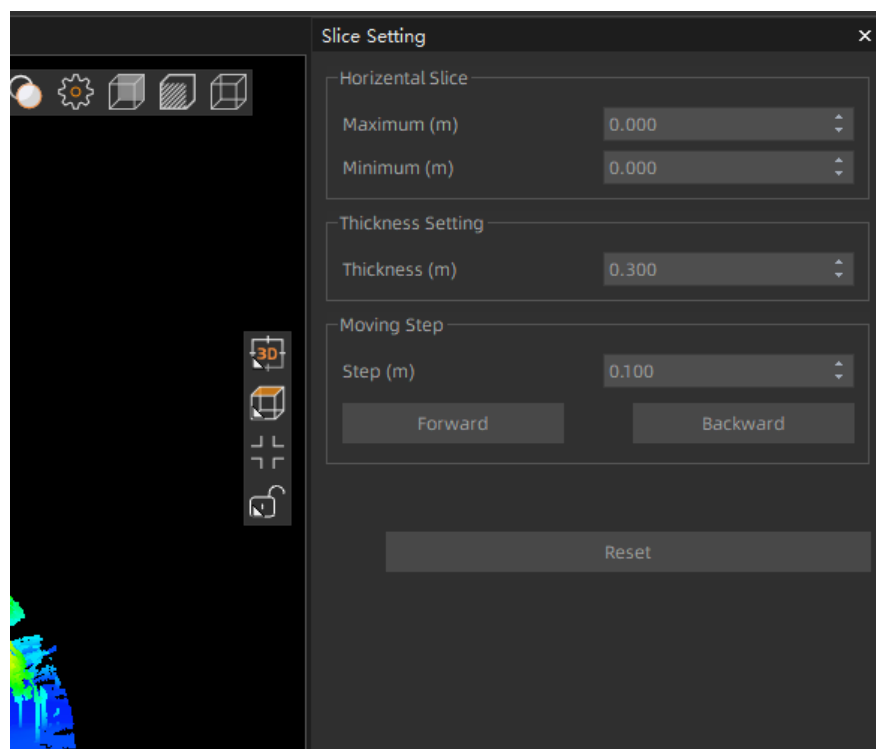 Slice Setting
Horizental Slice
Maximum (m) 0.000
Minimum (m) 0.000
Thickness Setting
Thickness (m) 0.300
Moving Step
Step (m) 0.100
Forward Backward
Reset
3D